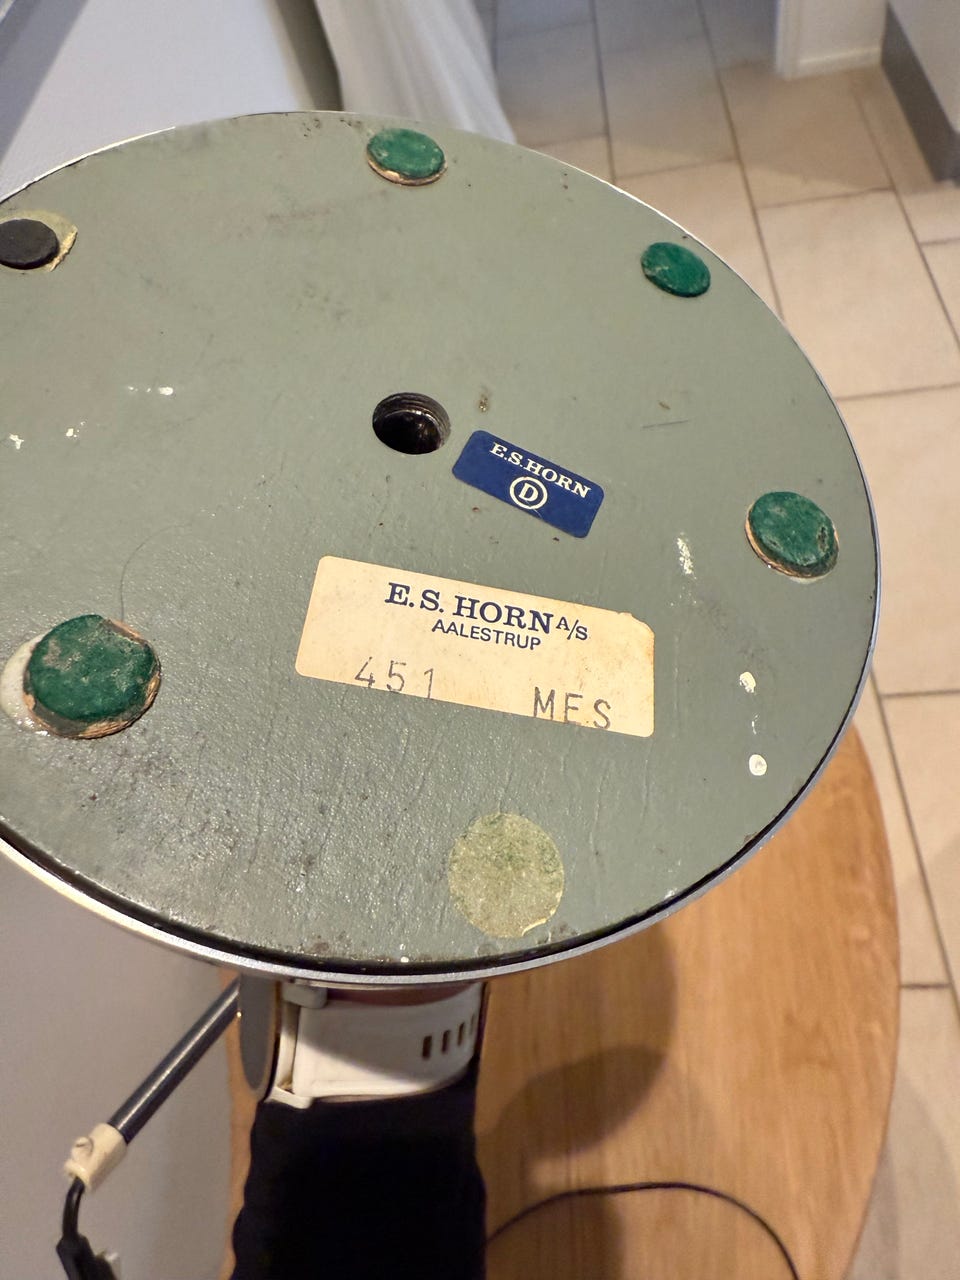 E.S.HORN
D
E.S. HORN A/S
AALESTRUP
451 MES